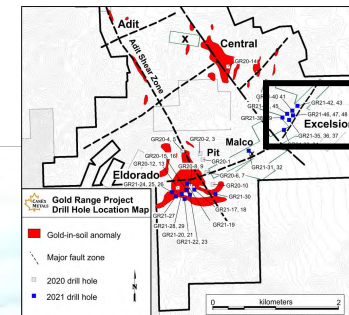 Adit
X
Central
Adit Shear Zone
GR20-14
40, 41
GR21-42, 43
45
GR21-46, 47, 48
Excelsior
GR21-35, 36, 37
GR20-4, 5
GR20-2, 3
Malco
GR20-15, 16
Pit
GR21-31, 32
GR20-12, 13
GR20-1
GR20-8, 9
GR20-6, 7
Eldorado
GR20-10
GR21-24, 25, 26
GR21-30
GR21-17, 18
GR21-27
GR21-19
GR21-28, 29
GR21-20, 21
GR21-22, 23
CANEX
METALS
Gold Range Project
Drill Hole Location Map
Gold-in-soil anomaly
Major fault zone
2020 drill hole
2021 drill hole
N
kilometers
0
2